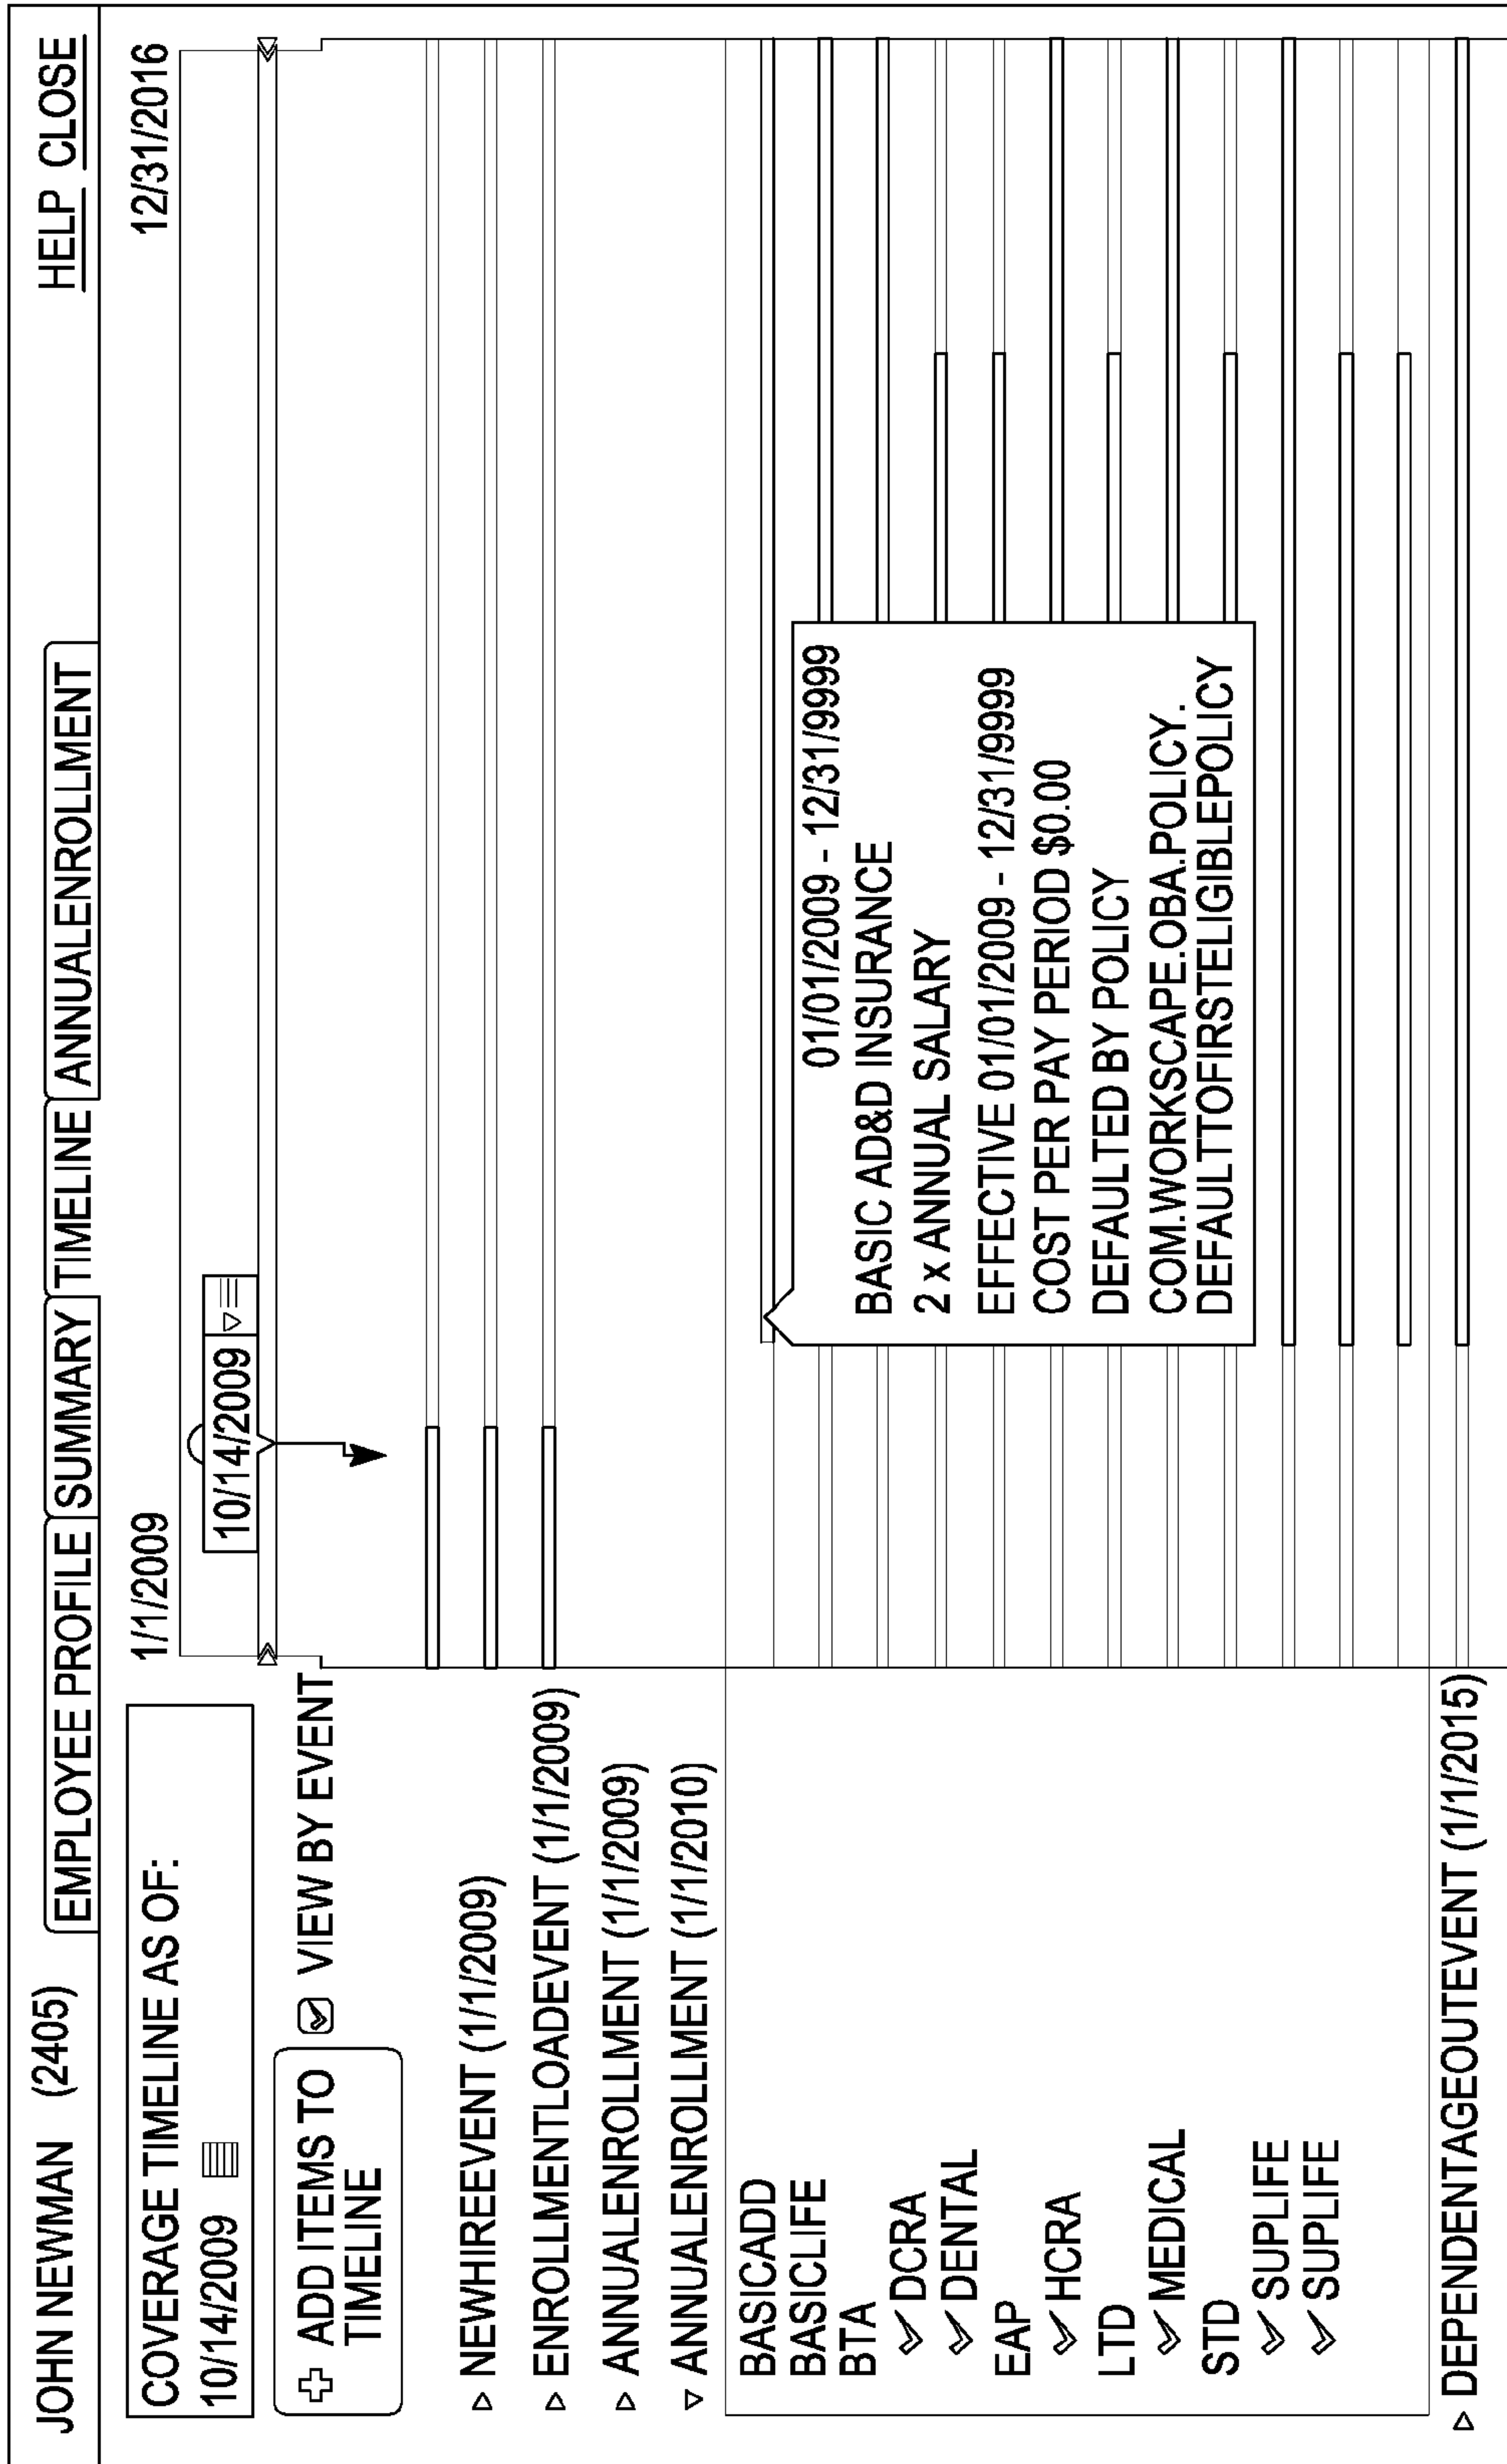 JOHN NEWMAN (2405)
EMPLOYEE PROFILE
SUMMARY
TIMELINE
ANNUALENROLLMENT
HELP CLOSE
COVERAGE TIMELINE AS OF:
10/14/2009
ADD ITEMS TO
TIMELINE
VIEW BY EVENT
1/1/2009
12/31/2016
10/14/2009
NEWHIREEVENT (1/1/2009)
ENROLLMENTLOADEVENT (1/1/2009)
ANNUALENROLLMENT (1/1/2009)
ANNUALENROLLMENT (1/1/2010)
BASICADD
BASICLIFE
BTA
DCRA
DENTAL
EAP
HCRA
LTD
MEDICAL
STD
SUPLIFE
SUPLIFE
01/01/2009 - 12/31/9999
BASIC AD&D INSURANCE
2 x ANNUAL SALARY
EFFECTIVE 01/01/2009 - 12/31/9999
COST PER PAY PERIOD $0.00
DEFAULTED BY POLICY
COM.WORKSCAPE.OBA.POLICY.
DEFAULTTOFIRSTELIGIBLEPOLICY
DEPENDENTAGEOUTEVENT (1/1/2015)